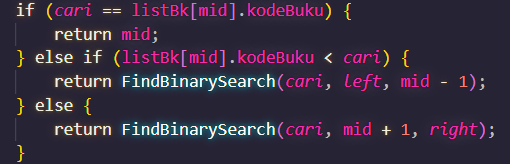 if (cari == listBk[mid].kodeBuku) {
return mid;
} else if (listBk[mid].kodeBuku < cari) {
return FindBinarySearch(cari, left, mid - 1);
} else {
return FindBinarySearch(cari, mid + 1, right);
}